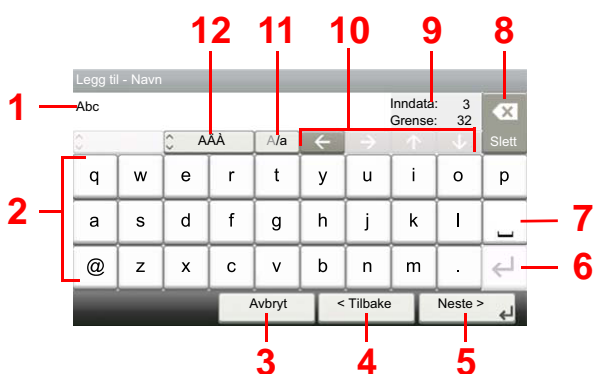 12 11 10 9 8
Legg til - Navn
1 Abc Inndata: 3
Grense: 32
AÂÀ A/a ← → ↑ ↓ Slett
2 q w e r t y u i o p
a s d f g h j k l ⎵ 7
@ z x c v b n m . ↵ 6
Avbryt < Tilbake Neste > ↵
3 4 5